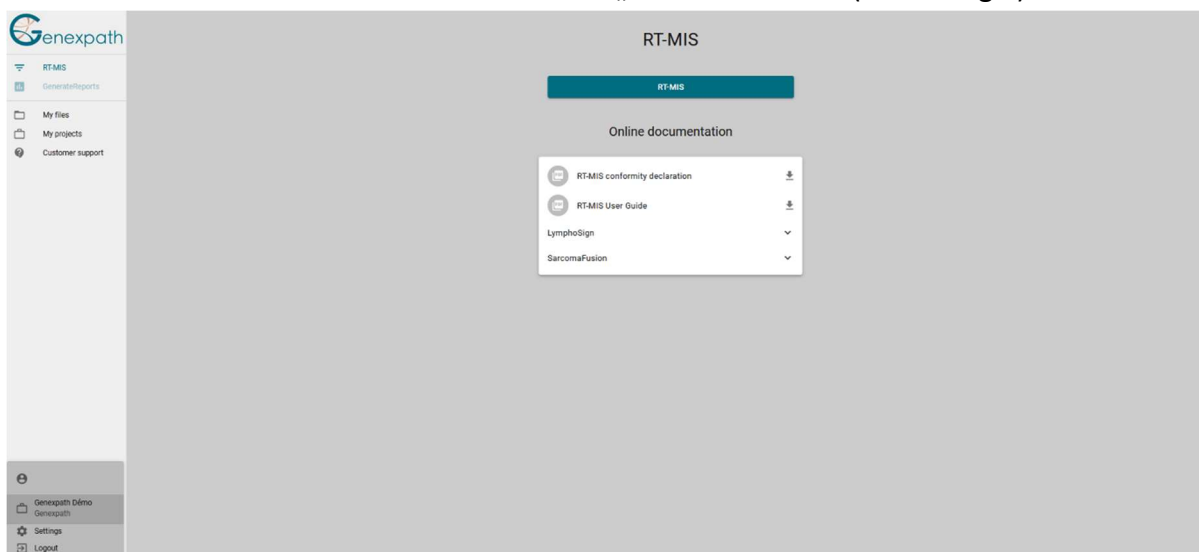 Genexpath
RT-MIS
GenerateReports
My files
My projects
Customer support
Genexpath Démo
Genexpath
Settings
Logout
RT-MIS
RT-MIS
Online documentation
RT-MIS conformity declaration
RT-MIS User Guide
LymphoSign
SarcomaFusion